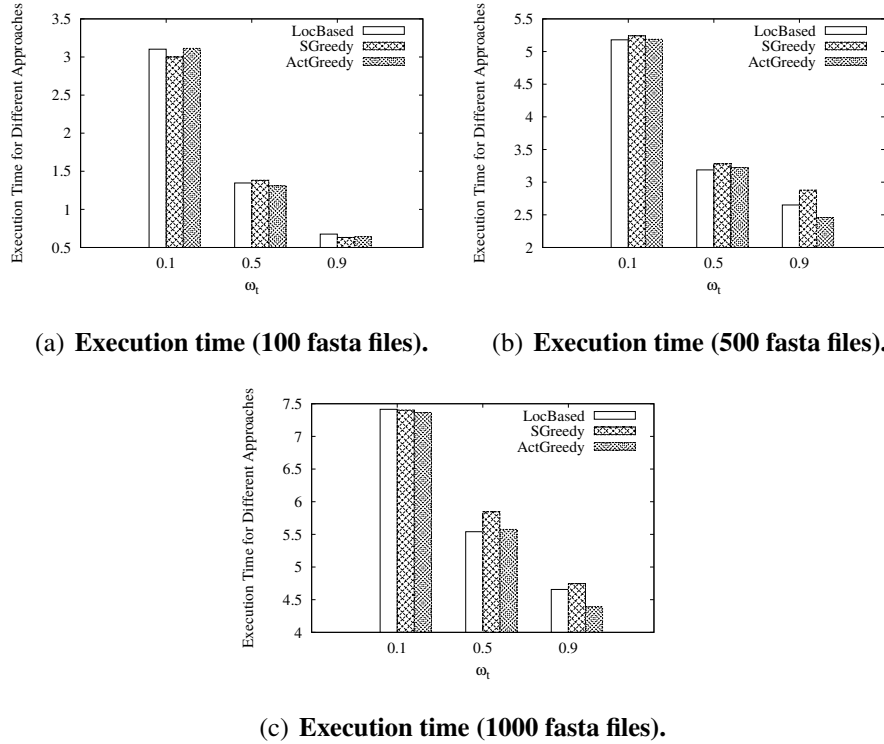 Execution Time for Different Approaches
3.5
3
2.5
2
1.5
1
0.5
0.1 0.5 0.9
ωt
LocBased
SGreedy
ActGreedy
(a) Execution time (100 fasta files).
Execution Time for Different Approaches
5.5
5
4.5
4
3.5
3
2.5
2
0.1 0.5 0.9
ωt
LocBased
SGreedy
ActGreedy
(b) Execution time (500 fasta files).
Execution Time for Different Approaches
7.5
7
6.5
6
5.5
5
4.5
4
0.1 0.5 0.9
ωt
LocBased
SGreedy
ActGreedy
(c) Execution time (1000 fasta files).